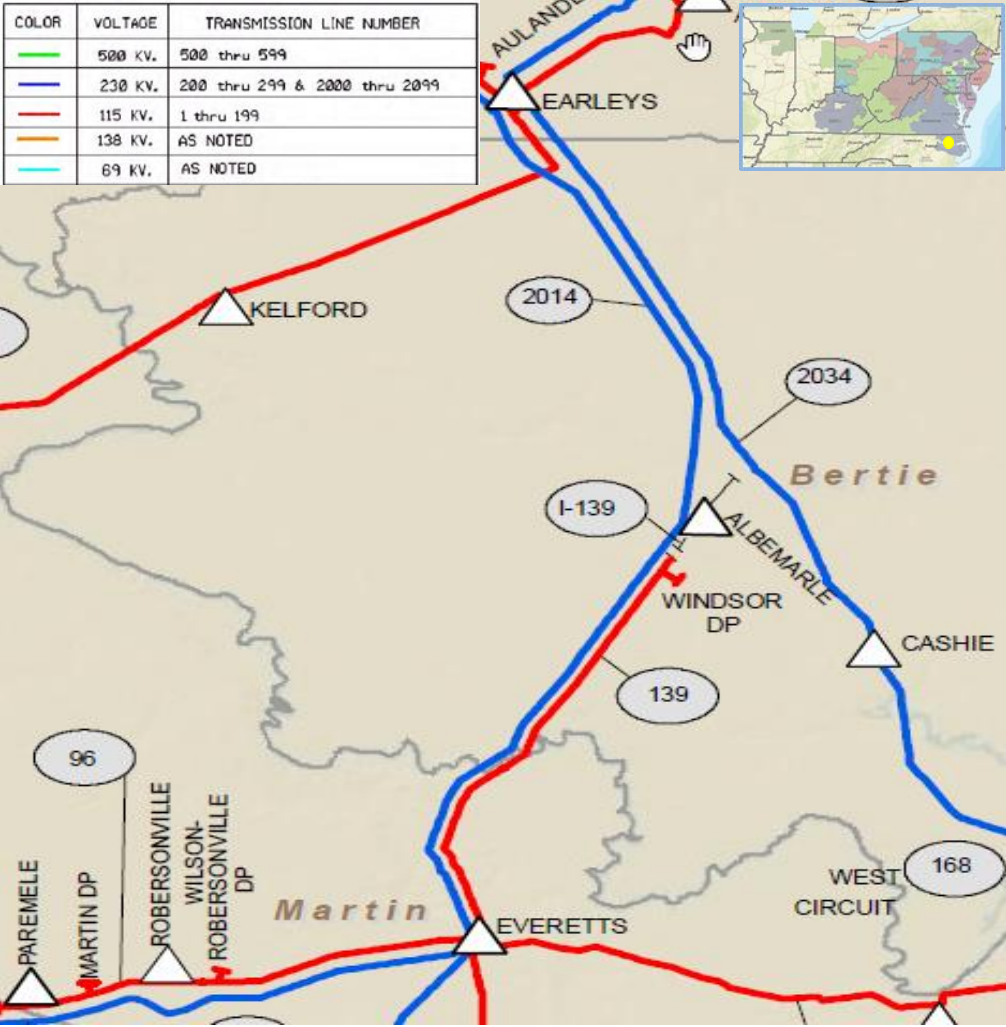 COLOR VOLTAGE TRANSMISSION LINE NUMBER
500 KV. 500 thru 599
230 KV. 200 thru 299 & 2000 thru 2099
115 KV. 1 thru 199
138 KV. AS NOTED
69 KV. AS NOTED
EARLEYS
KELFORD
2014
2034
Bertie
I-139
ALBEMARLE
WINDSOR
DP
CASHIE
139
96
PAREMELE
MARTIN DP
ROBERSONVILLE
WILSON-
ROBERSONVILLE
DP
Martin
EVERETTS
WEST
CIRCUIT
168